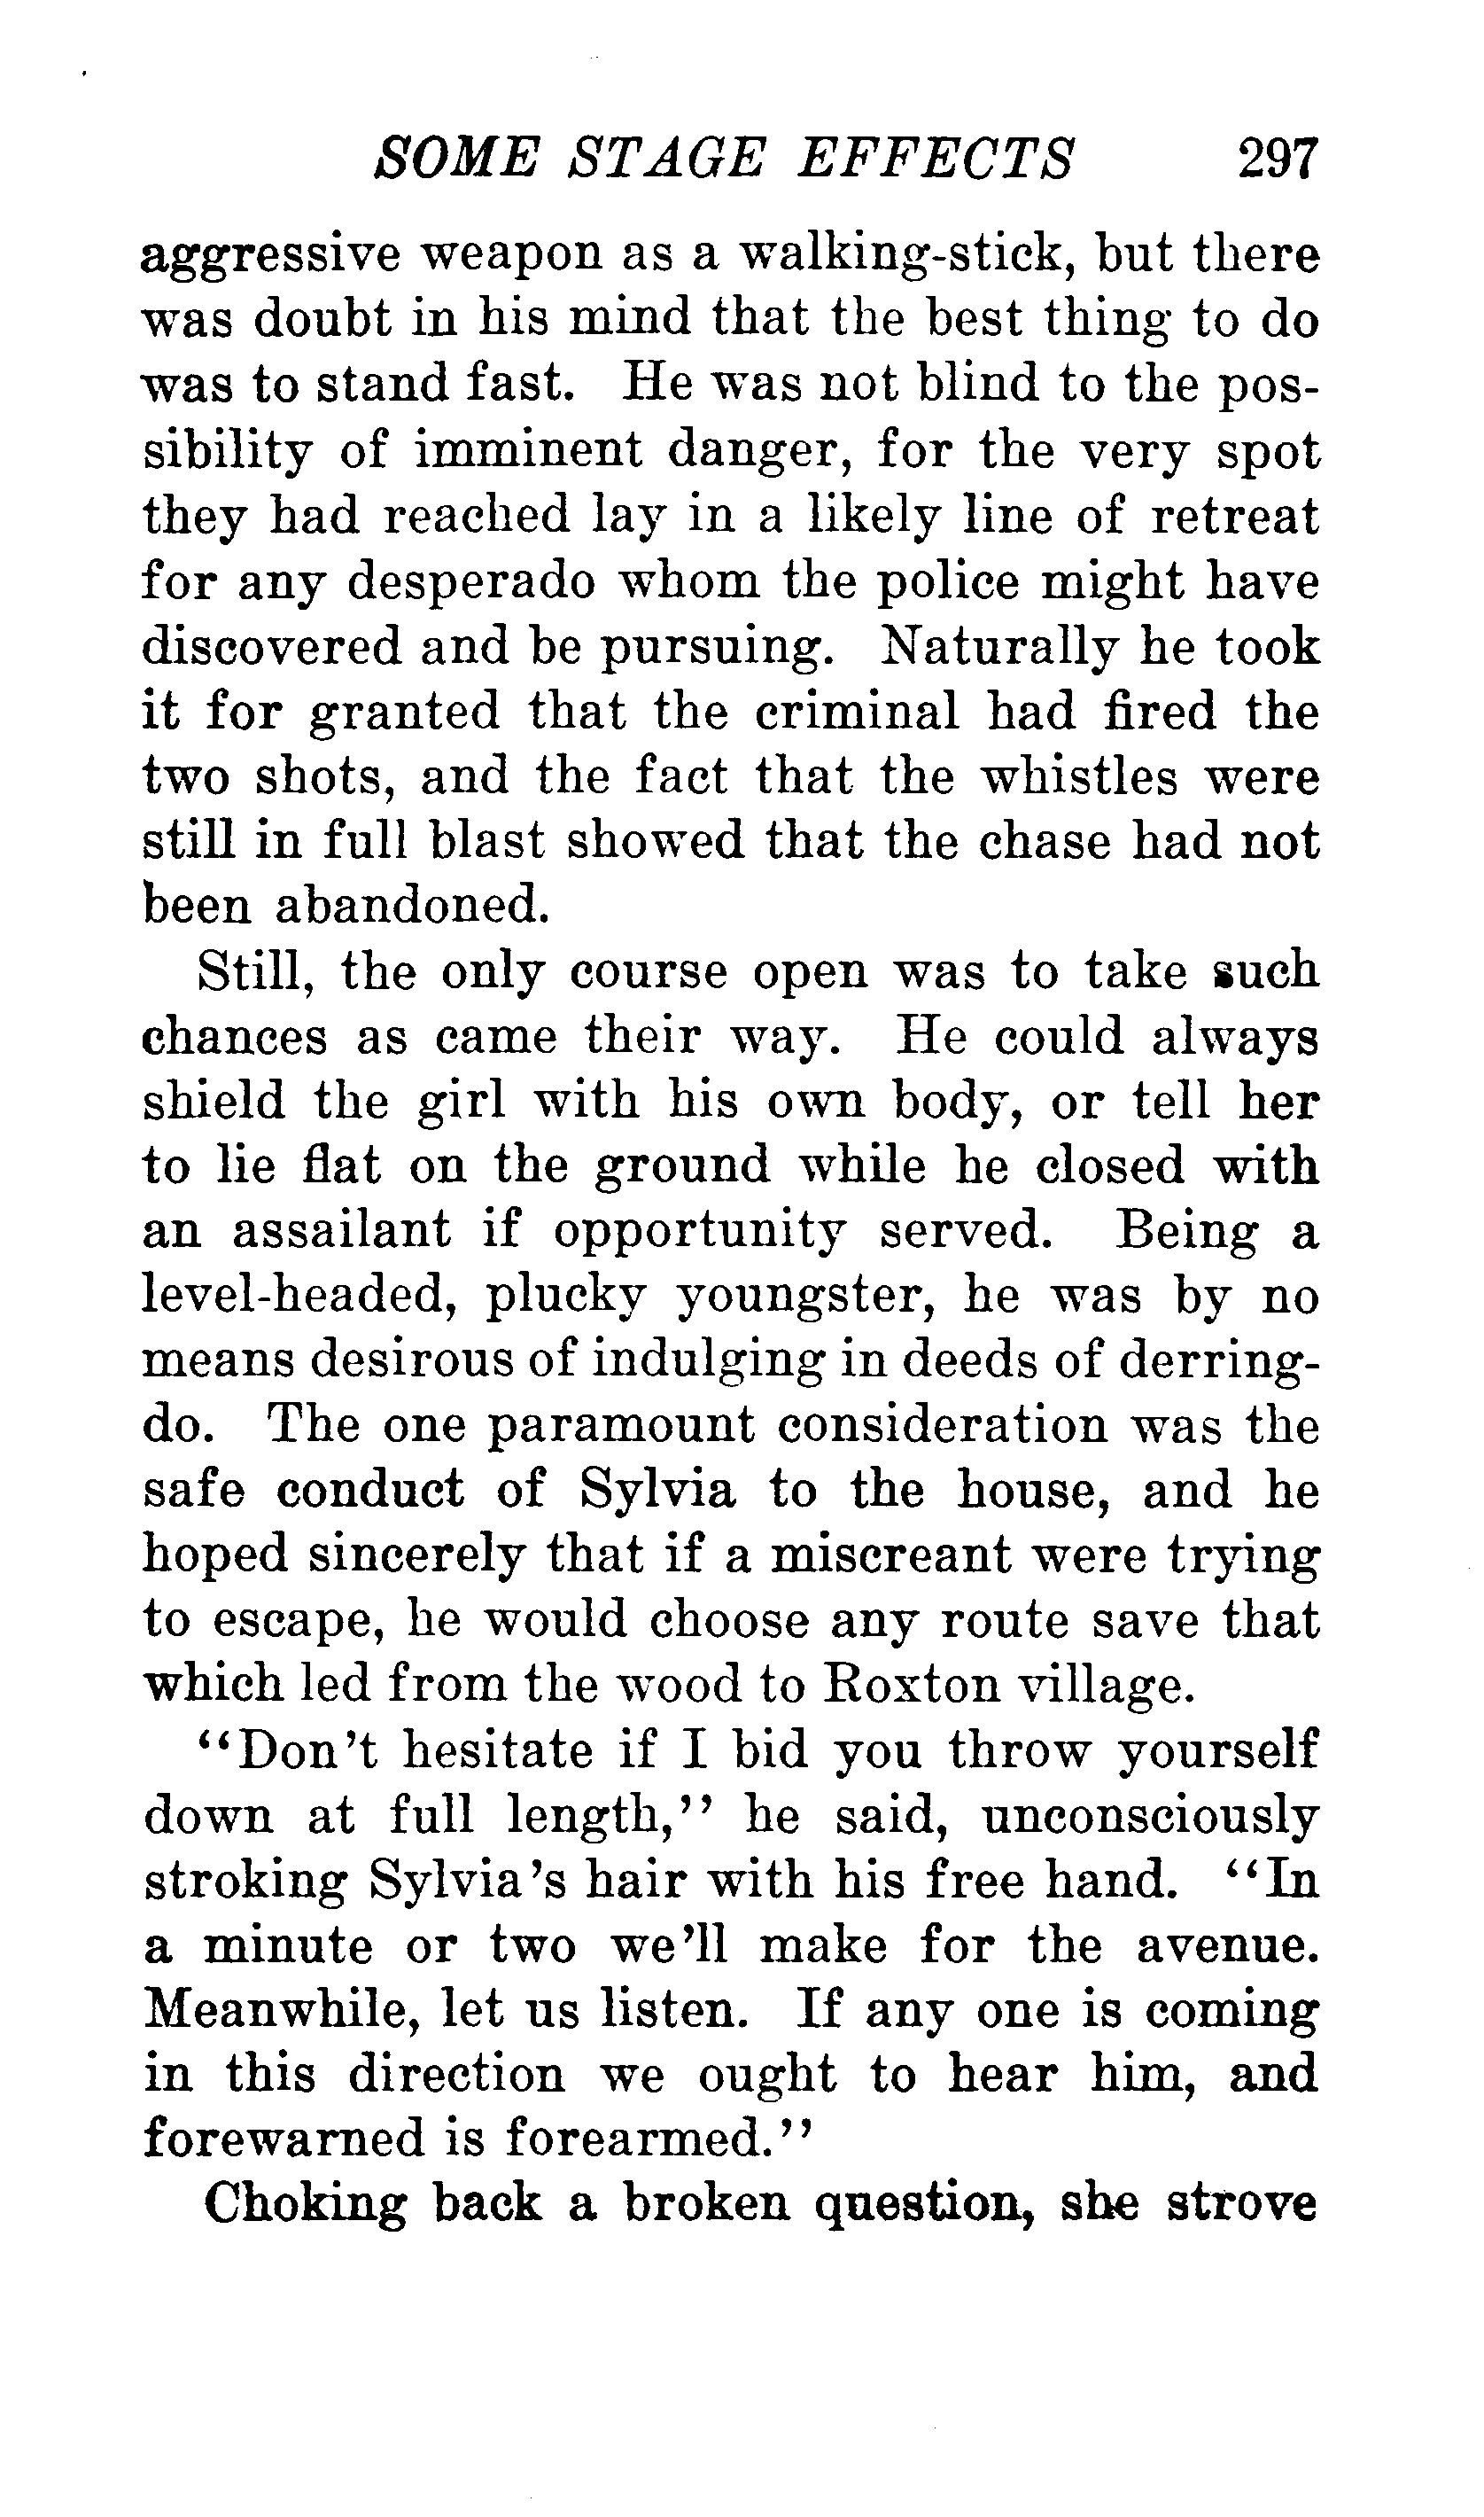 SOME STAGE EFFECTS 297
aggressive weapon as a walking-stick, but there
was doubt in his mind that the best thing to do
was to stand fast. He was not blind to the pos-
sibility of imminent danger, for the very spot
they had reached lay in a likely line of retreat
for any desperado whom the police might have
discovered and be pursuing. Naturally he took
it for granted that the criminal had fired the
two shots, and the fact that the whistles were
still in full blast showed that the chase had not
been abandoned.
Still, the only course open was to take such
chances as came their way. He could always
shield the girl with his own body, or tell her
to lie flat on the ground while he closed with
an assailant if opportunity served. Being a
level-headed, plucky youngster, he was by no
means desirous of indulging in deeds of derring-
do. The one paramount consideration was the
safe conduct of Sylvia to the house, and he
hoped sincerely that if a miscreant were trying
to escape, he would choose any route save that
which led from the wood to Roxton village.
“Don’t hesitate if I bid you throw yourself
down at full length,” he said, unconsciously
stroking Sylvia’s hair with his free hand. “In
a minute or two we’ll make for the avenue.
Meanwhile, let us listen. If any one is coming
in this direction we ought to hear him, and
forewarned is forearmed.”
Choking back a broken question, she strove